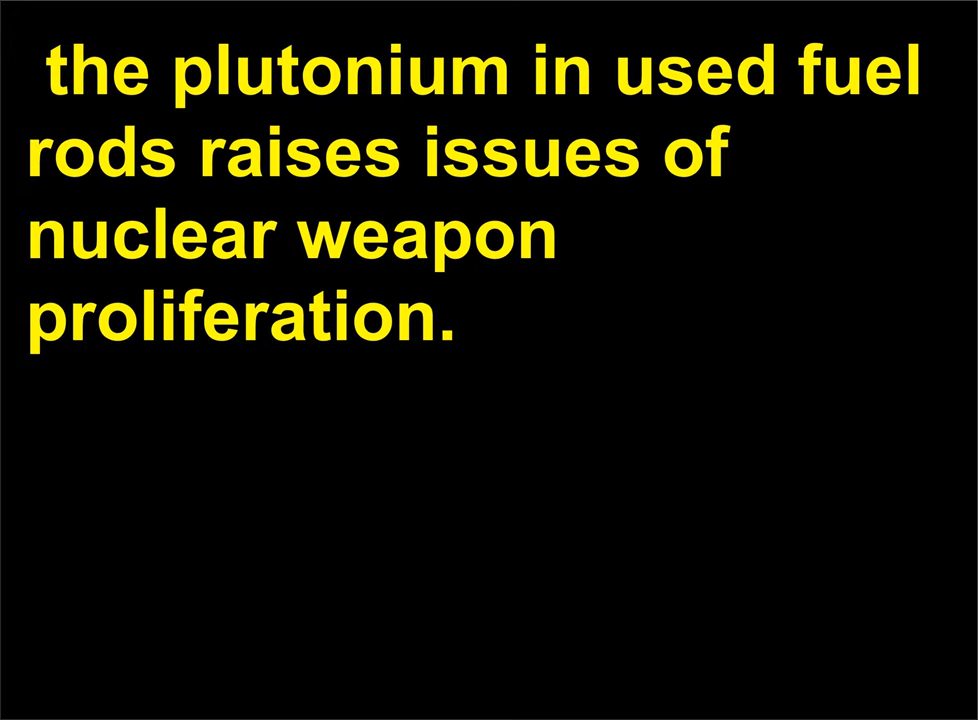 the plutonium in used fuel
rods raises issues of
nuclear weapon
proliferation.